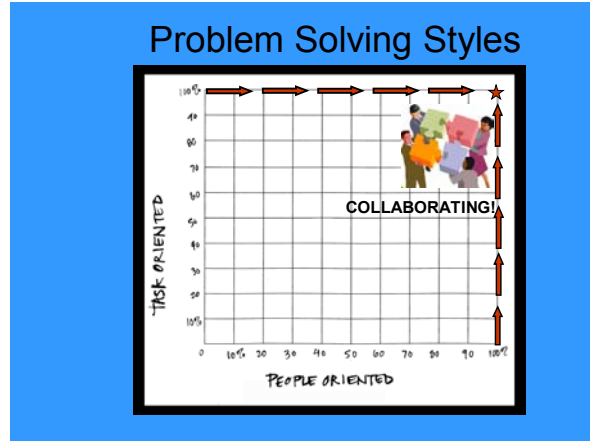 Problem Solving Styles
100%
90
80
70
60
50
40
30
20
10%
TASK ORIENTED
COLLABORATING!
0 10% 20 30 40 50 60 70 80 90 100%
PEOPLE ORIENTED